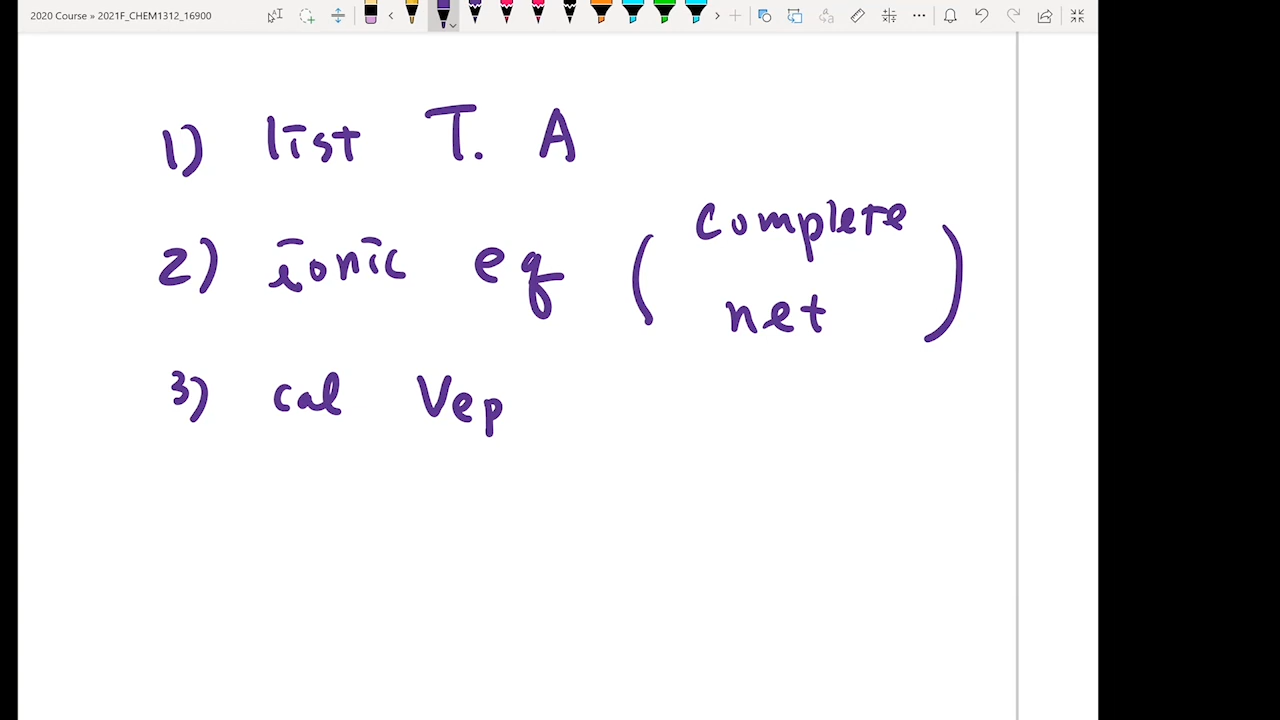 2020 Course » 2021F_CHEM1312_16900
1) list T. A
2) ionic eq ( complete
net )
3) cal Vep